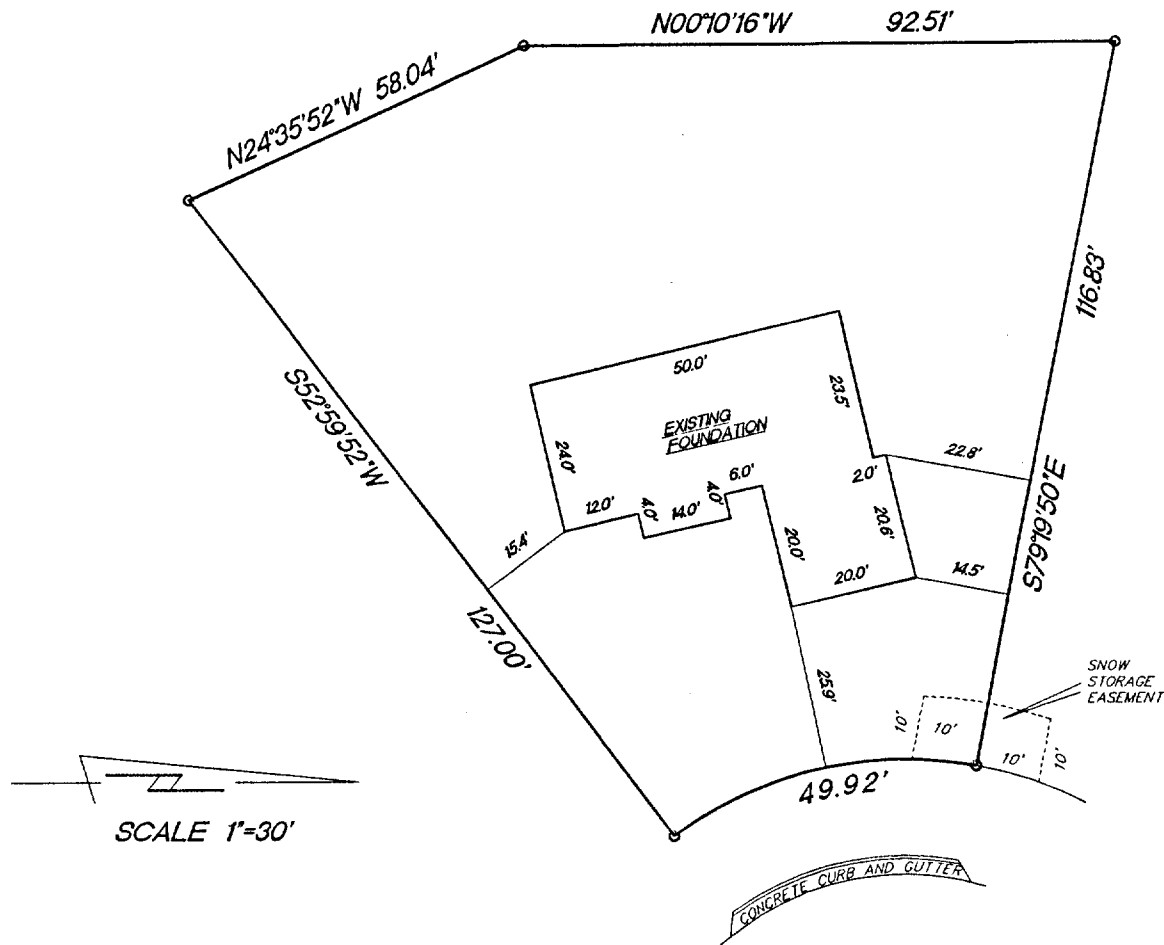 N00°10'16"W 92.51'
N24°35'52"W 58.04'
116.83'
S79°19'50"E
S52°59'52"W
127.00'
50.0'
23.5'
EXISTING
FOUNDATION
24.0'
22.8'
2.0'
6.0'
4.0'
12.0'
4.0'
14.0'
20.6'
15.4'
20.0'
20.0'
14.5'
25.9'
SNOW
STORAGE
EASEMENT
10'
10'
10'
10'
49.92'
SCALE 1"=30'
CONCRETE CURB AND GUTTER